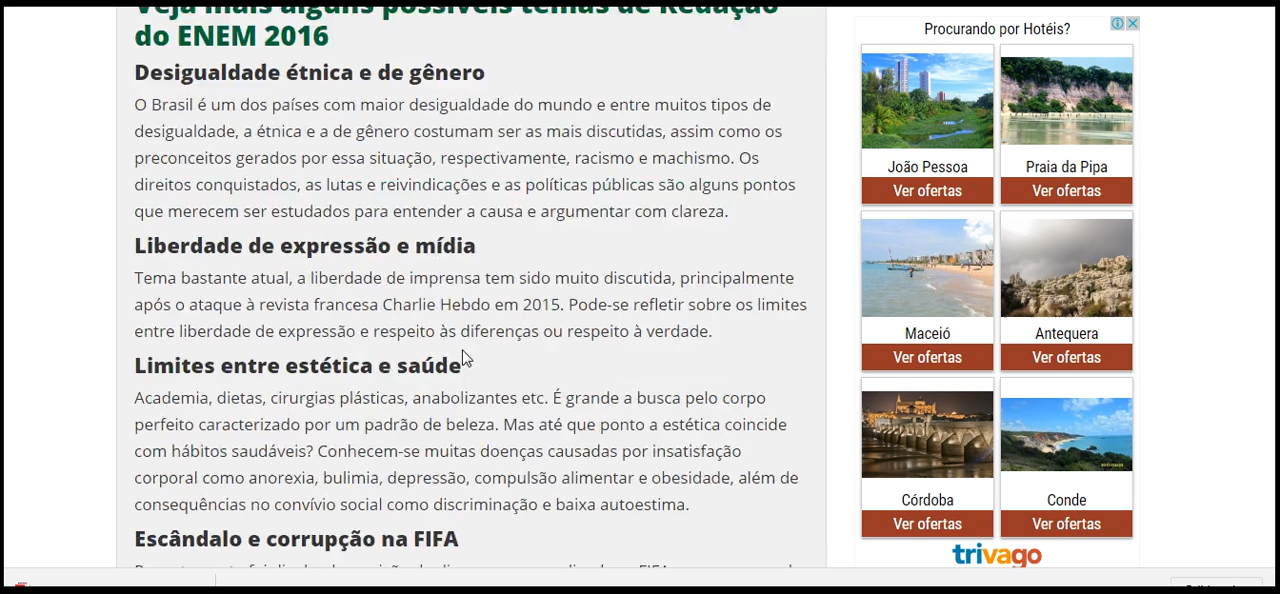 Veja mais alguns possíveis temas de Redação
do ENEM 2016
Desigualdade étnica e de gênero
O Brasil é um dos países com maior desigualdade do mundo e entre muitos tipos de
desigualdade, a étnica e a de gênero costumam ser as mais discutidas, assim como os
preconceitos gerados por essa situação, respectivamente, racismo e machismo. Os
direitos conquistados, as lutas e reivindicações e as políticas públicas são alguns pontos
que merecem ser estudados para entender a causa e argumentar com clareza.
Liberdade de expressão e mídia
Tema bastante atual, a liberdade de imprensa tem sido muito discutida, principalmente
após o ataque à revista francesa Charlie Hebdo em 2015. Pode-se refletir sobre os limites
entre liberdade de expressão e respeito às diferenças ou respeito à verdade.
Limites entre estética e saúde
Academia, dietas, cirurgias plásticas, anabolizantes etc. É grande a busca pelo corpo
perfeito caracterizado por um padrão de beleza. Mas até que ponto a estética coincide
com hábitos saudáveis? Conhecem-se muitas doenças causadas por insatisfação
corporal como anorexia, bulimia, depressão, compulsão alimentar e obesidade, além de
consequências no convívio social como discriminação e baixa autoestima.
Escândalo e corrupção na FIFA
Procurando por Hotéis?
João Pessoa
Ver ofertas
Praia da Pipa
Ver ofertas
Maceió
Ver ofertas
Antequera
Ver ofertas
Córdoba
Ver ofertas
Conde
Ver ofertas
trivago